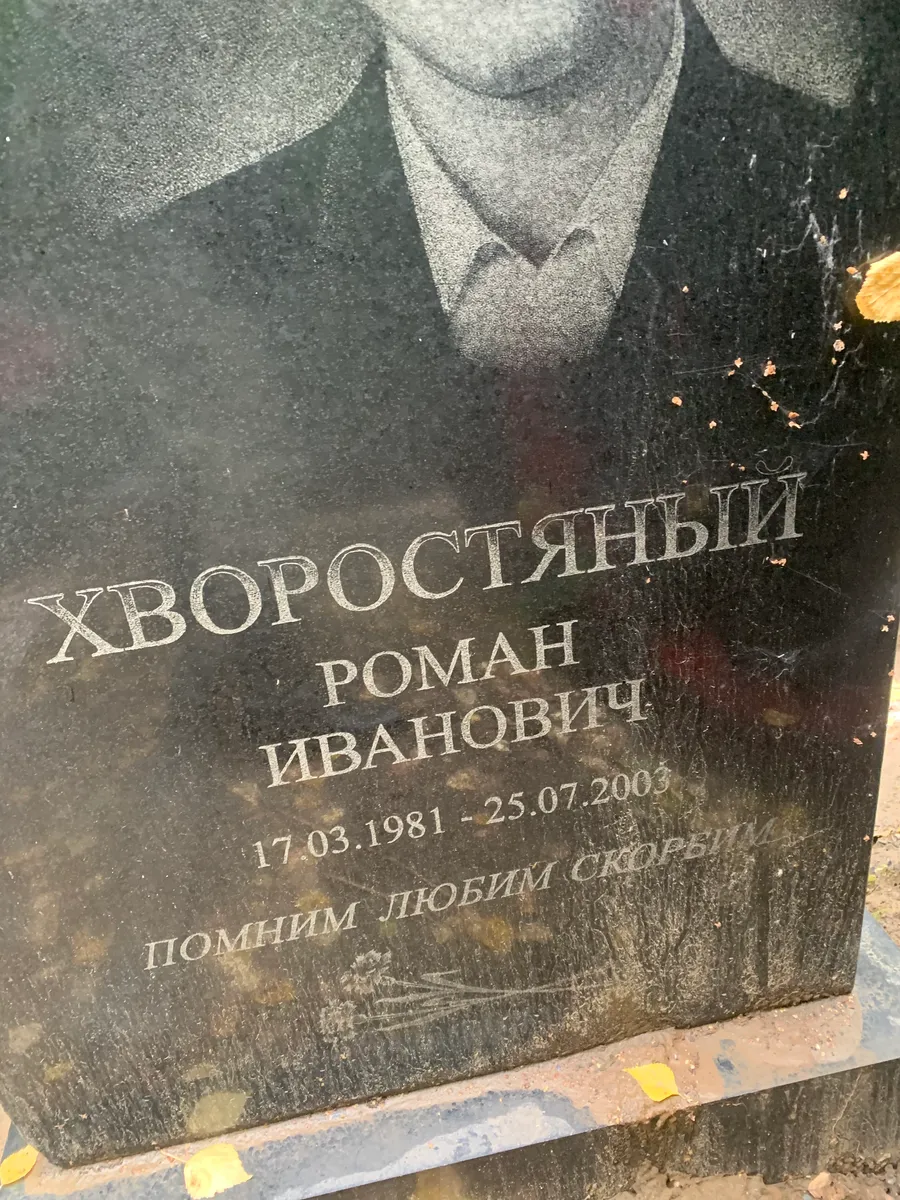 ХВОРОСТЯНЫЙ
РОМАН
ИВАНОВИЧ
17.03.1981 - 25.07.2003
ПОМНИМ ЛЮБИМ СКОРБИМ...